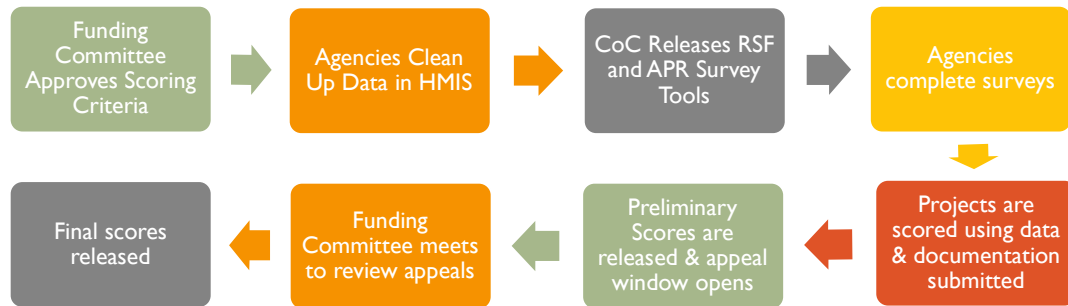 Funding
Committee
Approves Scoring
Criteria
Agencies Clean
Up Data in HMIS
CoC Releases RSF
and APR Survey
Tools
Agencies
complete surveys
Projects are
scored using data
& documentation
submitted
Preliminary
Scores are
released & appeal
window opens
Funding
Committee meets
to review appeals
Final scores
released